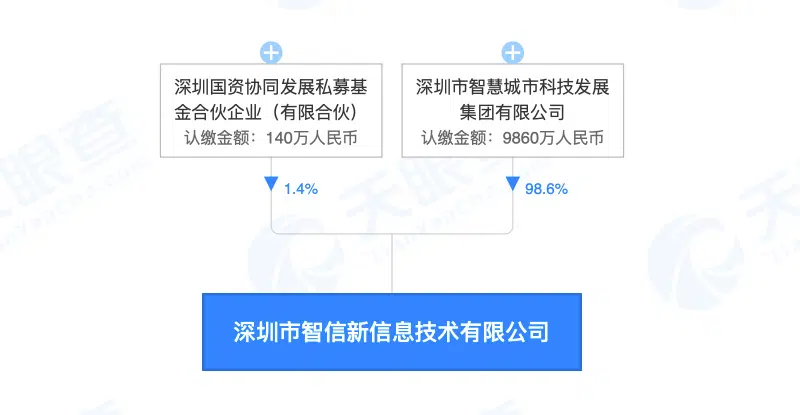 深圳国资协同发展私募基
金合伙企业（有限合伙）
认缴金额：140万人民币
深圳市智慧城市科技发展
集团有限公司
认缴金额：9860万人民币
1.4%
98.6%
深圳市智信新信息技术有限公司
天眼查